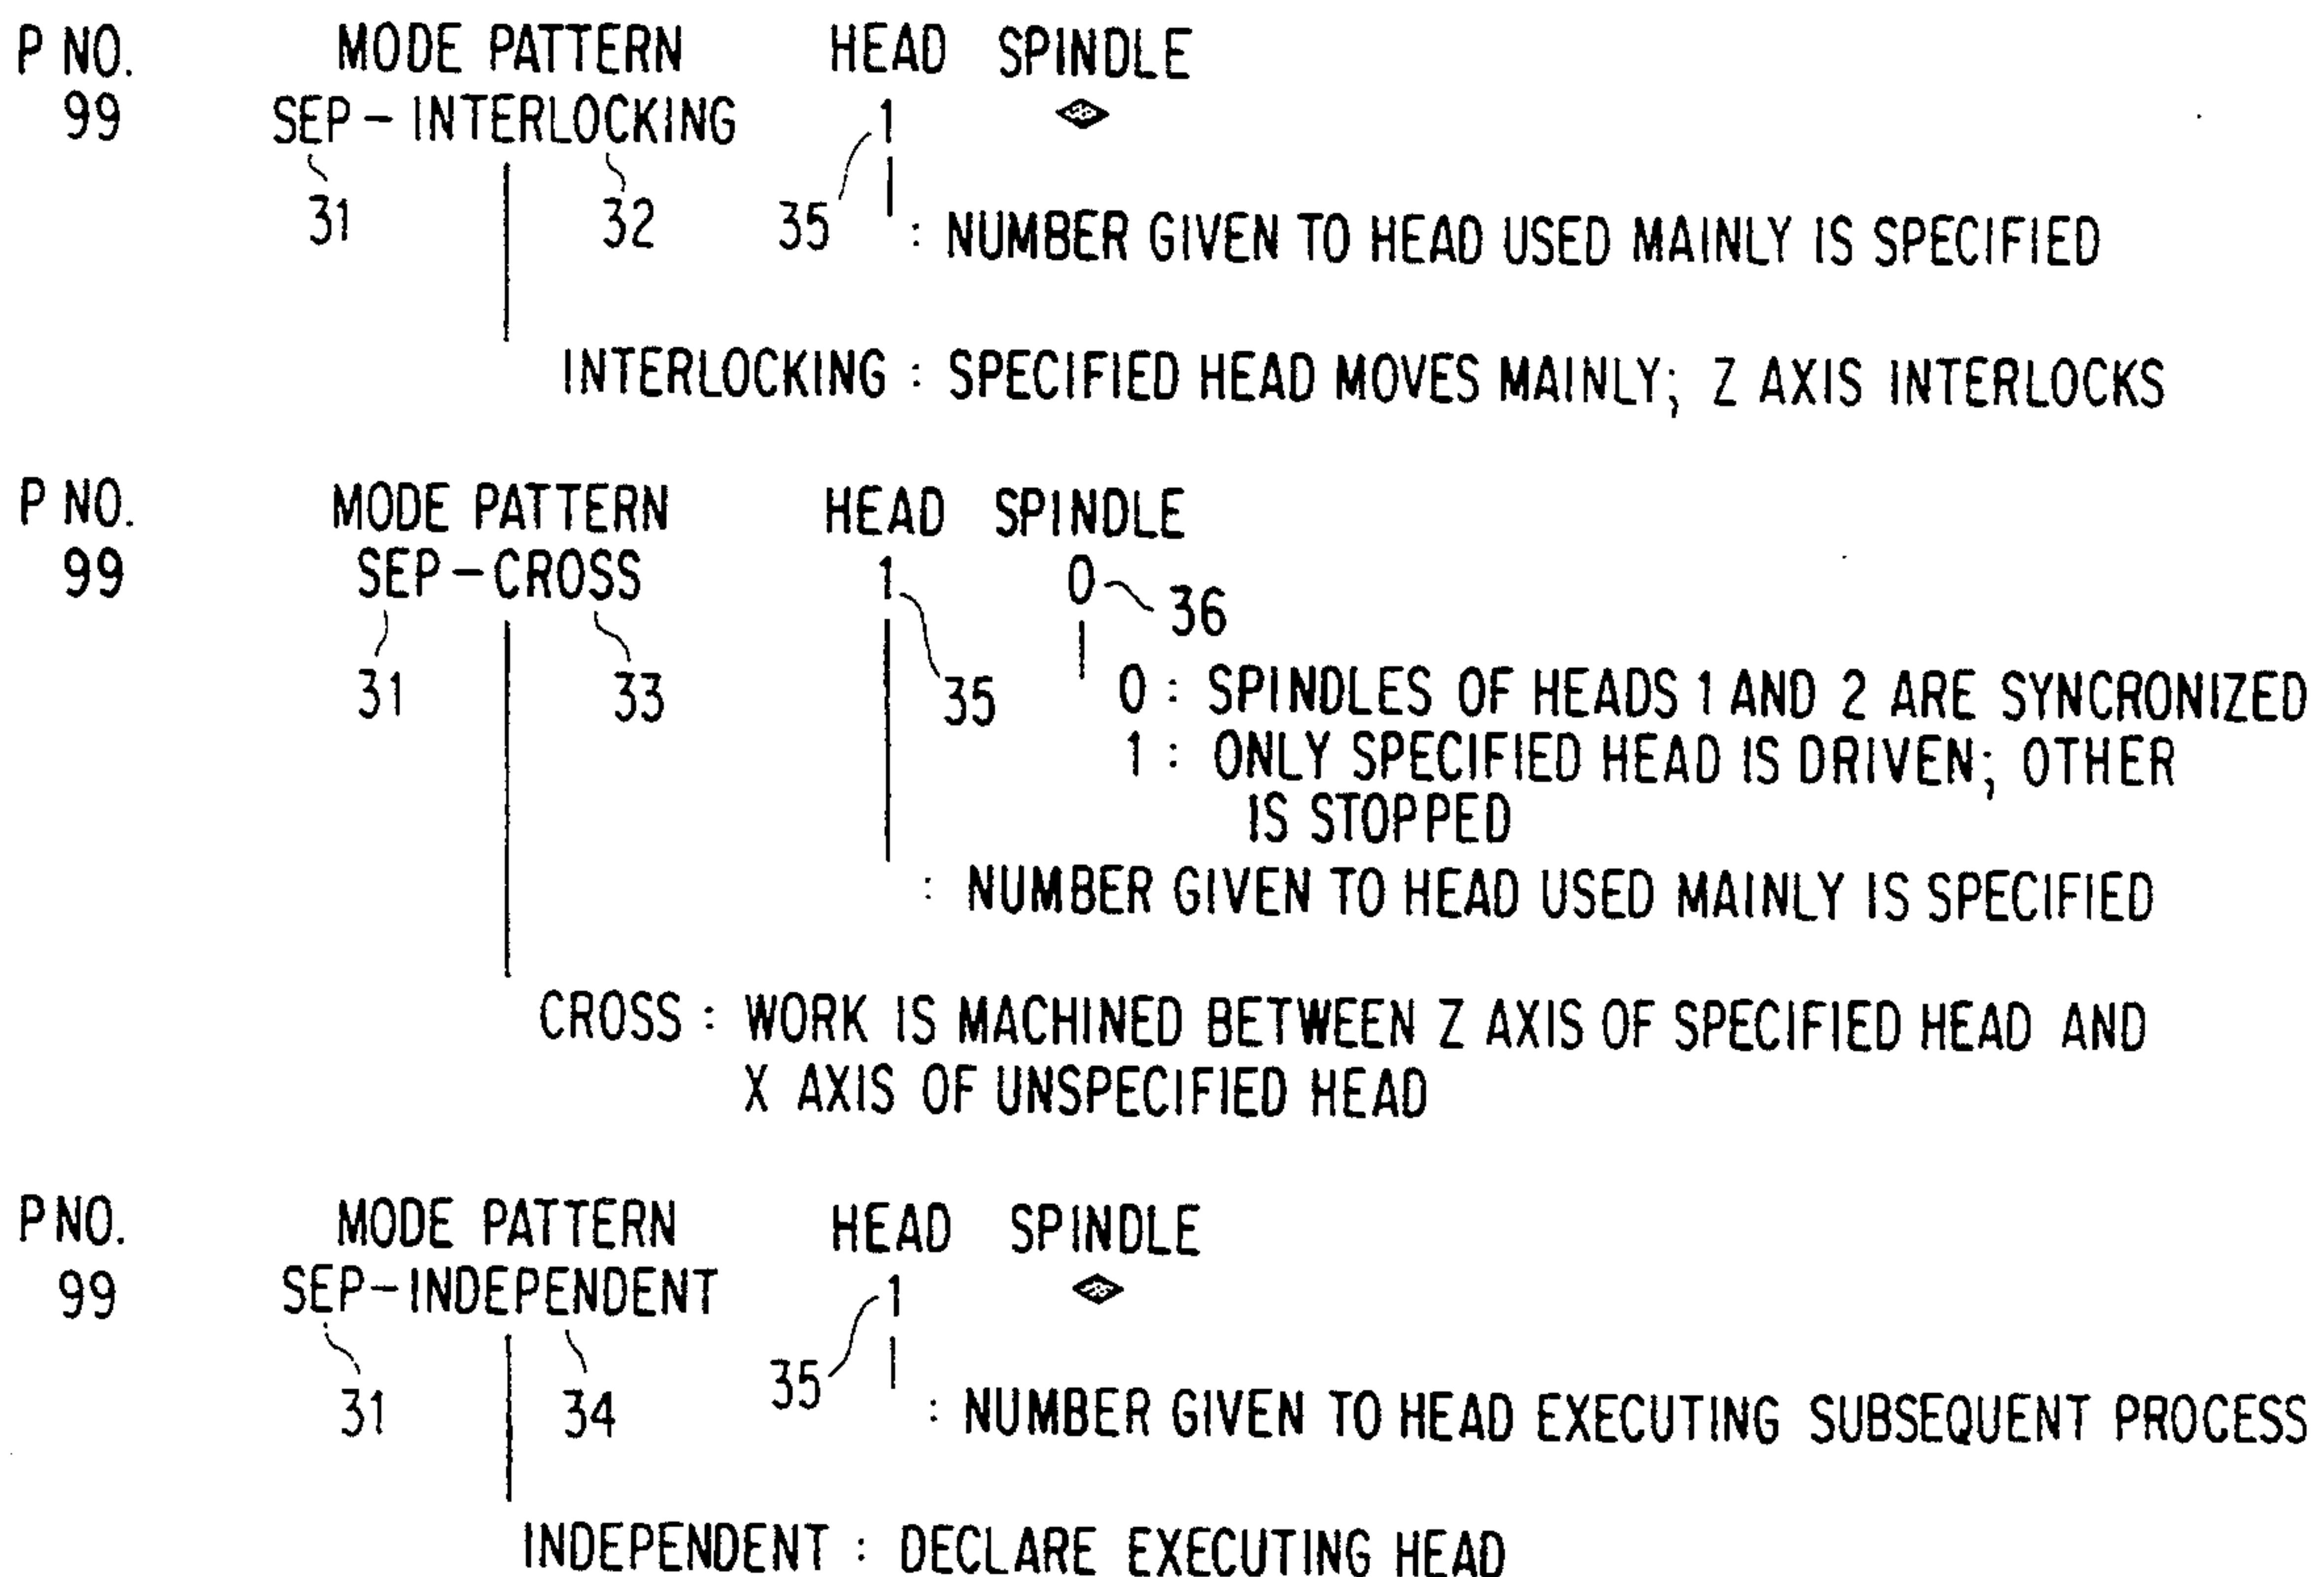 P NO. MODE PATTERN HEAD SPINDLE
99 SEP - INTERLOCKING 1
31 32 35 : NUMBER GIVEN TO HEAD USED MAINLY IS SPECIFIED
INTERLOCKING : SPECIFIED HEAD MOVES MAINLY; Z AXIS INTERLOCKS
P NO. MODE PATTERN HEAD SPINDLE
99 SEP - CROSS 1 0 36
31 33 35 0 : SPINDLES OF HEADS 1 AND 2 ARE SYNCRONIZED
1 : ONLY SPECIFIED HEAD IS DRIVEN; OTHER
IS STOPPED
: NUMBER GIVEN TO HEAD USED MAINLY IS SPECIFIED
CROSS : WORK IS MACHINED BETWEEN Z AXIS OF SPECIFIED HEAD AND
X AXIS OF UNSPECIFIED HEAD
P NO. MODE PATTERN HEAD SPINDLE
99 SEP-INDEPENDENT 1
31 34 35 : NUMBER GIVEN TO HEAD EXECUTING SUBSEQUENT PROCESS
INDEPENDENT : DECLARE EXECUTING HEAD